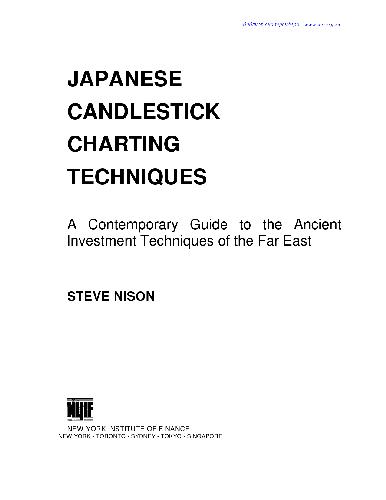 JAPANESE
CANDLESTICK
CHARTING
TECHNIQUES
A Contemporary Guide to the Ancient
Investment Techniques of the Far East
STEVE NISON
NYIF
NEW YORK INSTITUTE OF FINANCE
NEW YORK • TORONTO • SYDNEY • TOKYO • SINGAPORE